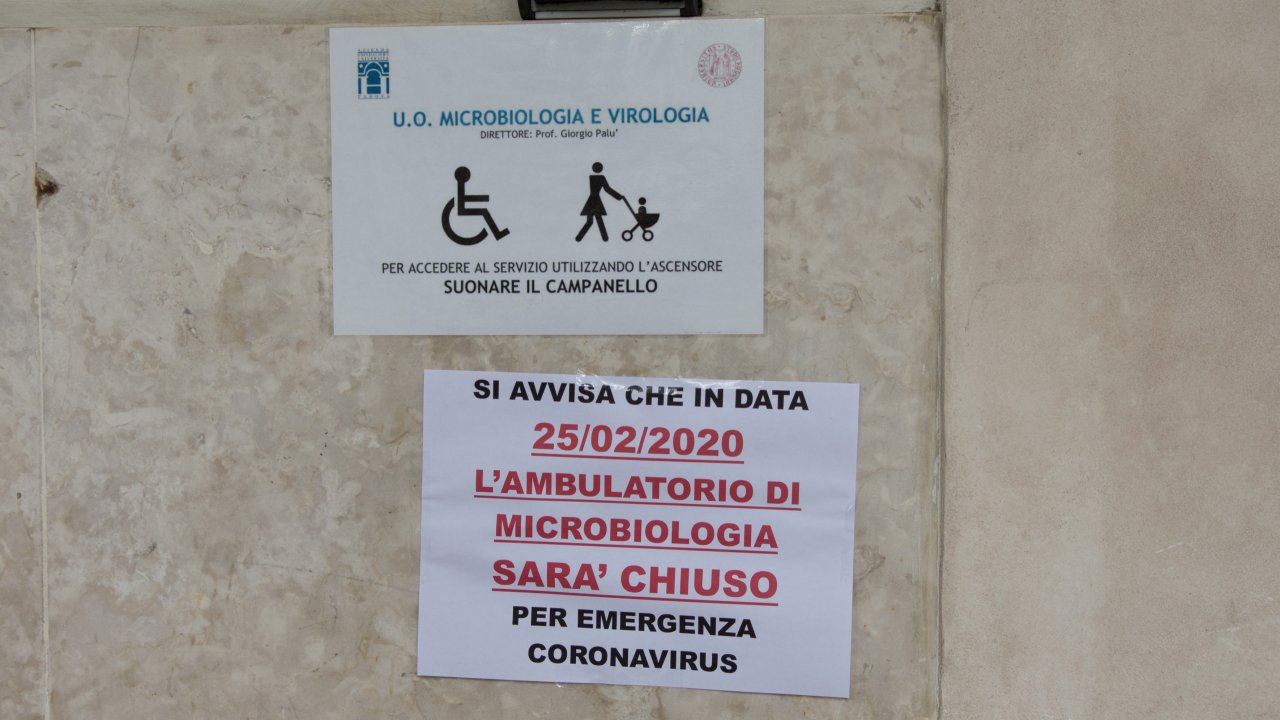 U.O. MICROBIOLOGIA E VIROLOGIA
DIRETTORE: Prof. Giorgio Palu'
PER ACCEDERE AL SERVIZIO UTILIZZANDO L'ASCENSORE
SUONARE IL CAMPANELLO
SI AVVISA CHE IN DATA
25/02/2020
L'AMBULATORIO DI
MICROBIOLOGIA
SARA' CHIUSO
PER EMERGENZA
CORONAVIRUS